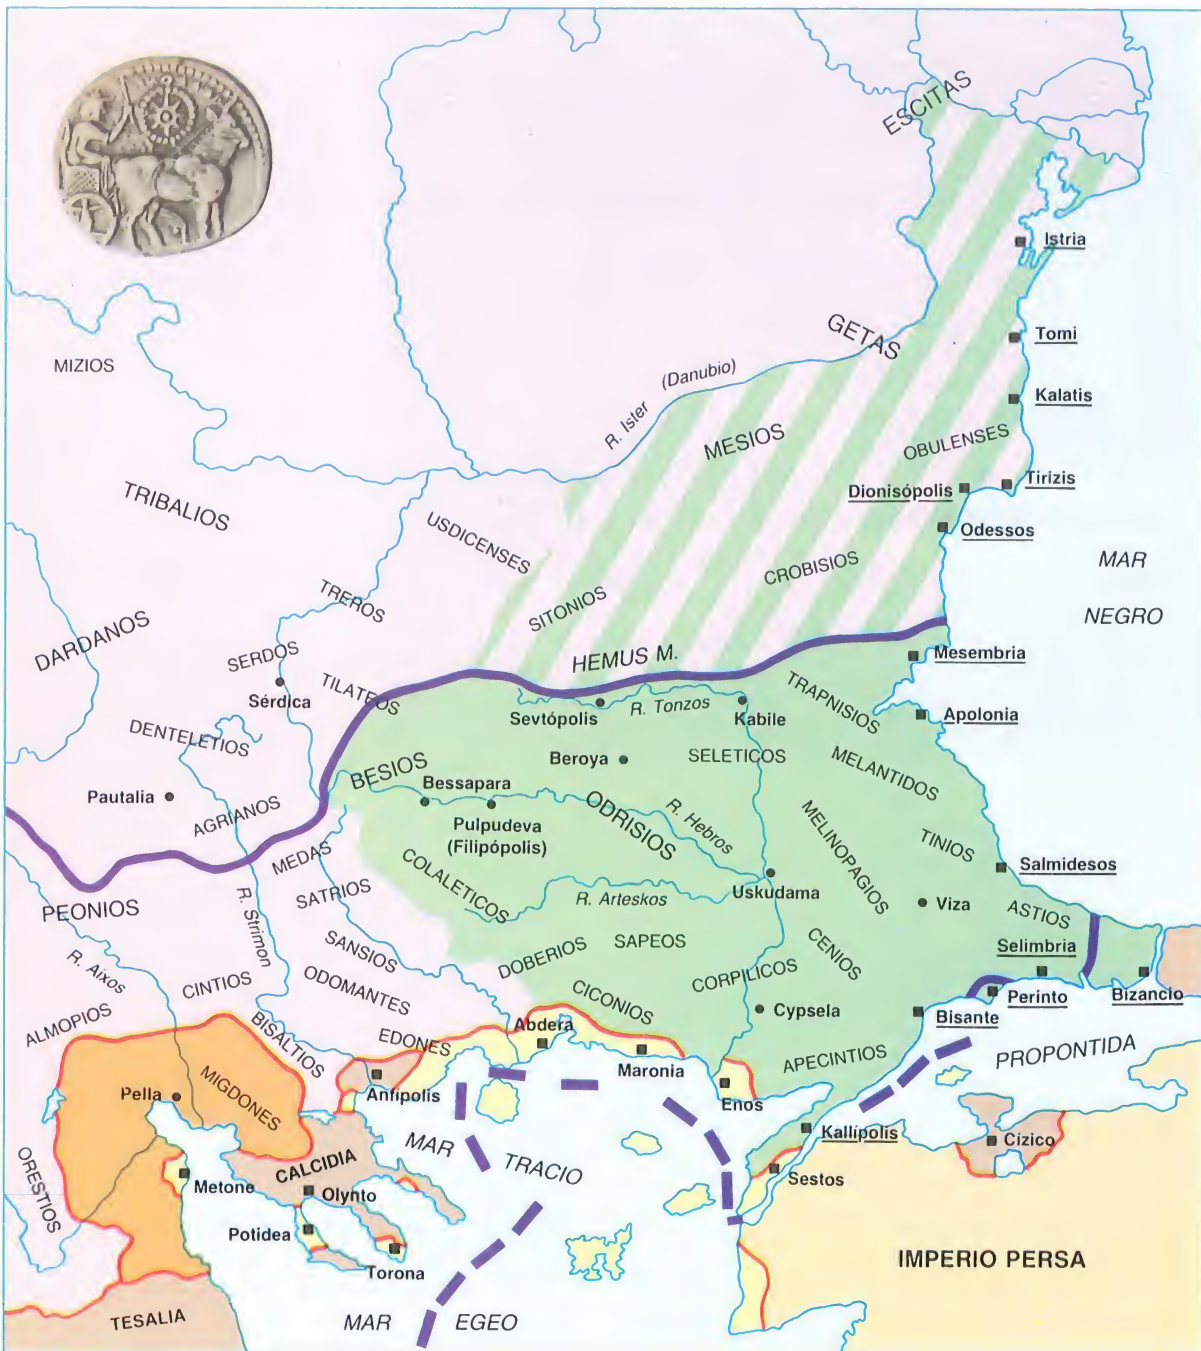 ESCITAS
Istria
GETAS
Tomi
MIZIOS
(Danubio)
R. Ister
Kalatis
MESIOS
OBULENSES
TRIBALIOS
Dionisópolis
Tirizis
USDICENSES
Odessos
MAR
NEGRO
CROBISIOS
TREROS
SITONIOS
DARDANOS
SERDOS
HEMUS M.
Mesembria
Sérdica
TILATEOS
TRAPNISIOS
Sevtópolis
R. Tonzos
Kabile
Apolonia
DENTELETIOS
Beroya
SELETICOS
MELANTIDOS
BESIOS
Bessapara
Pautalia
ODRISIOS
R. Hebros
MELINOPAGIOS
AGRIANOS
Pulpudeva
(Filipópolis)
TINIOS
MEDAS
COLALETICOS
Salmidesos
SATRIOS
R. Arteskos
Uskudama
Viza
ASTIOS
PEONIOS
R. Strimon
SANSIOS
SAPEOS
CENIOS
Selimbria
R. Aixos
DOBERIOS
CINTIOS
ODOMANTES
CORPILICOS
Perinto
Bizancio
CICONIOS
Cypsela
Bisante
ALMOPIOS
BISALTIOS
EDONES
Abdera
APECINTIOS
PROPONTIDA
Maronia
Pella
MIGDONES
Anfipolis
Enos
MAR
TRACIO
Kallípolis
Cízico
ORESTIOS
CALCIDIA
Metone
Olynto
Sestos
Potidea
Torona
IMPERIO PERSA
TESALIA
MAR EGEO